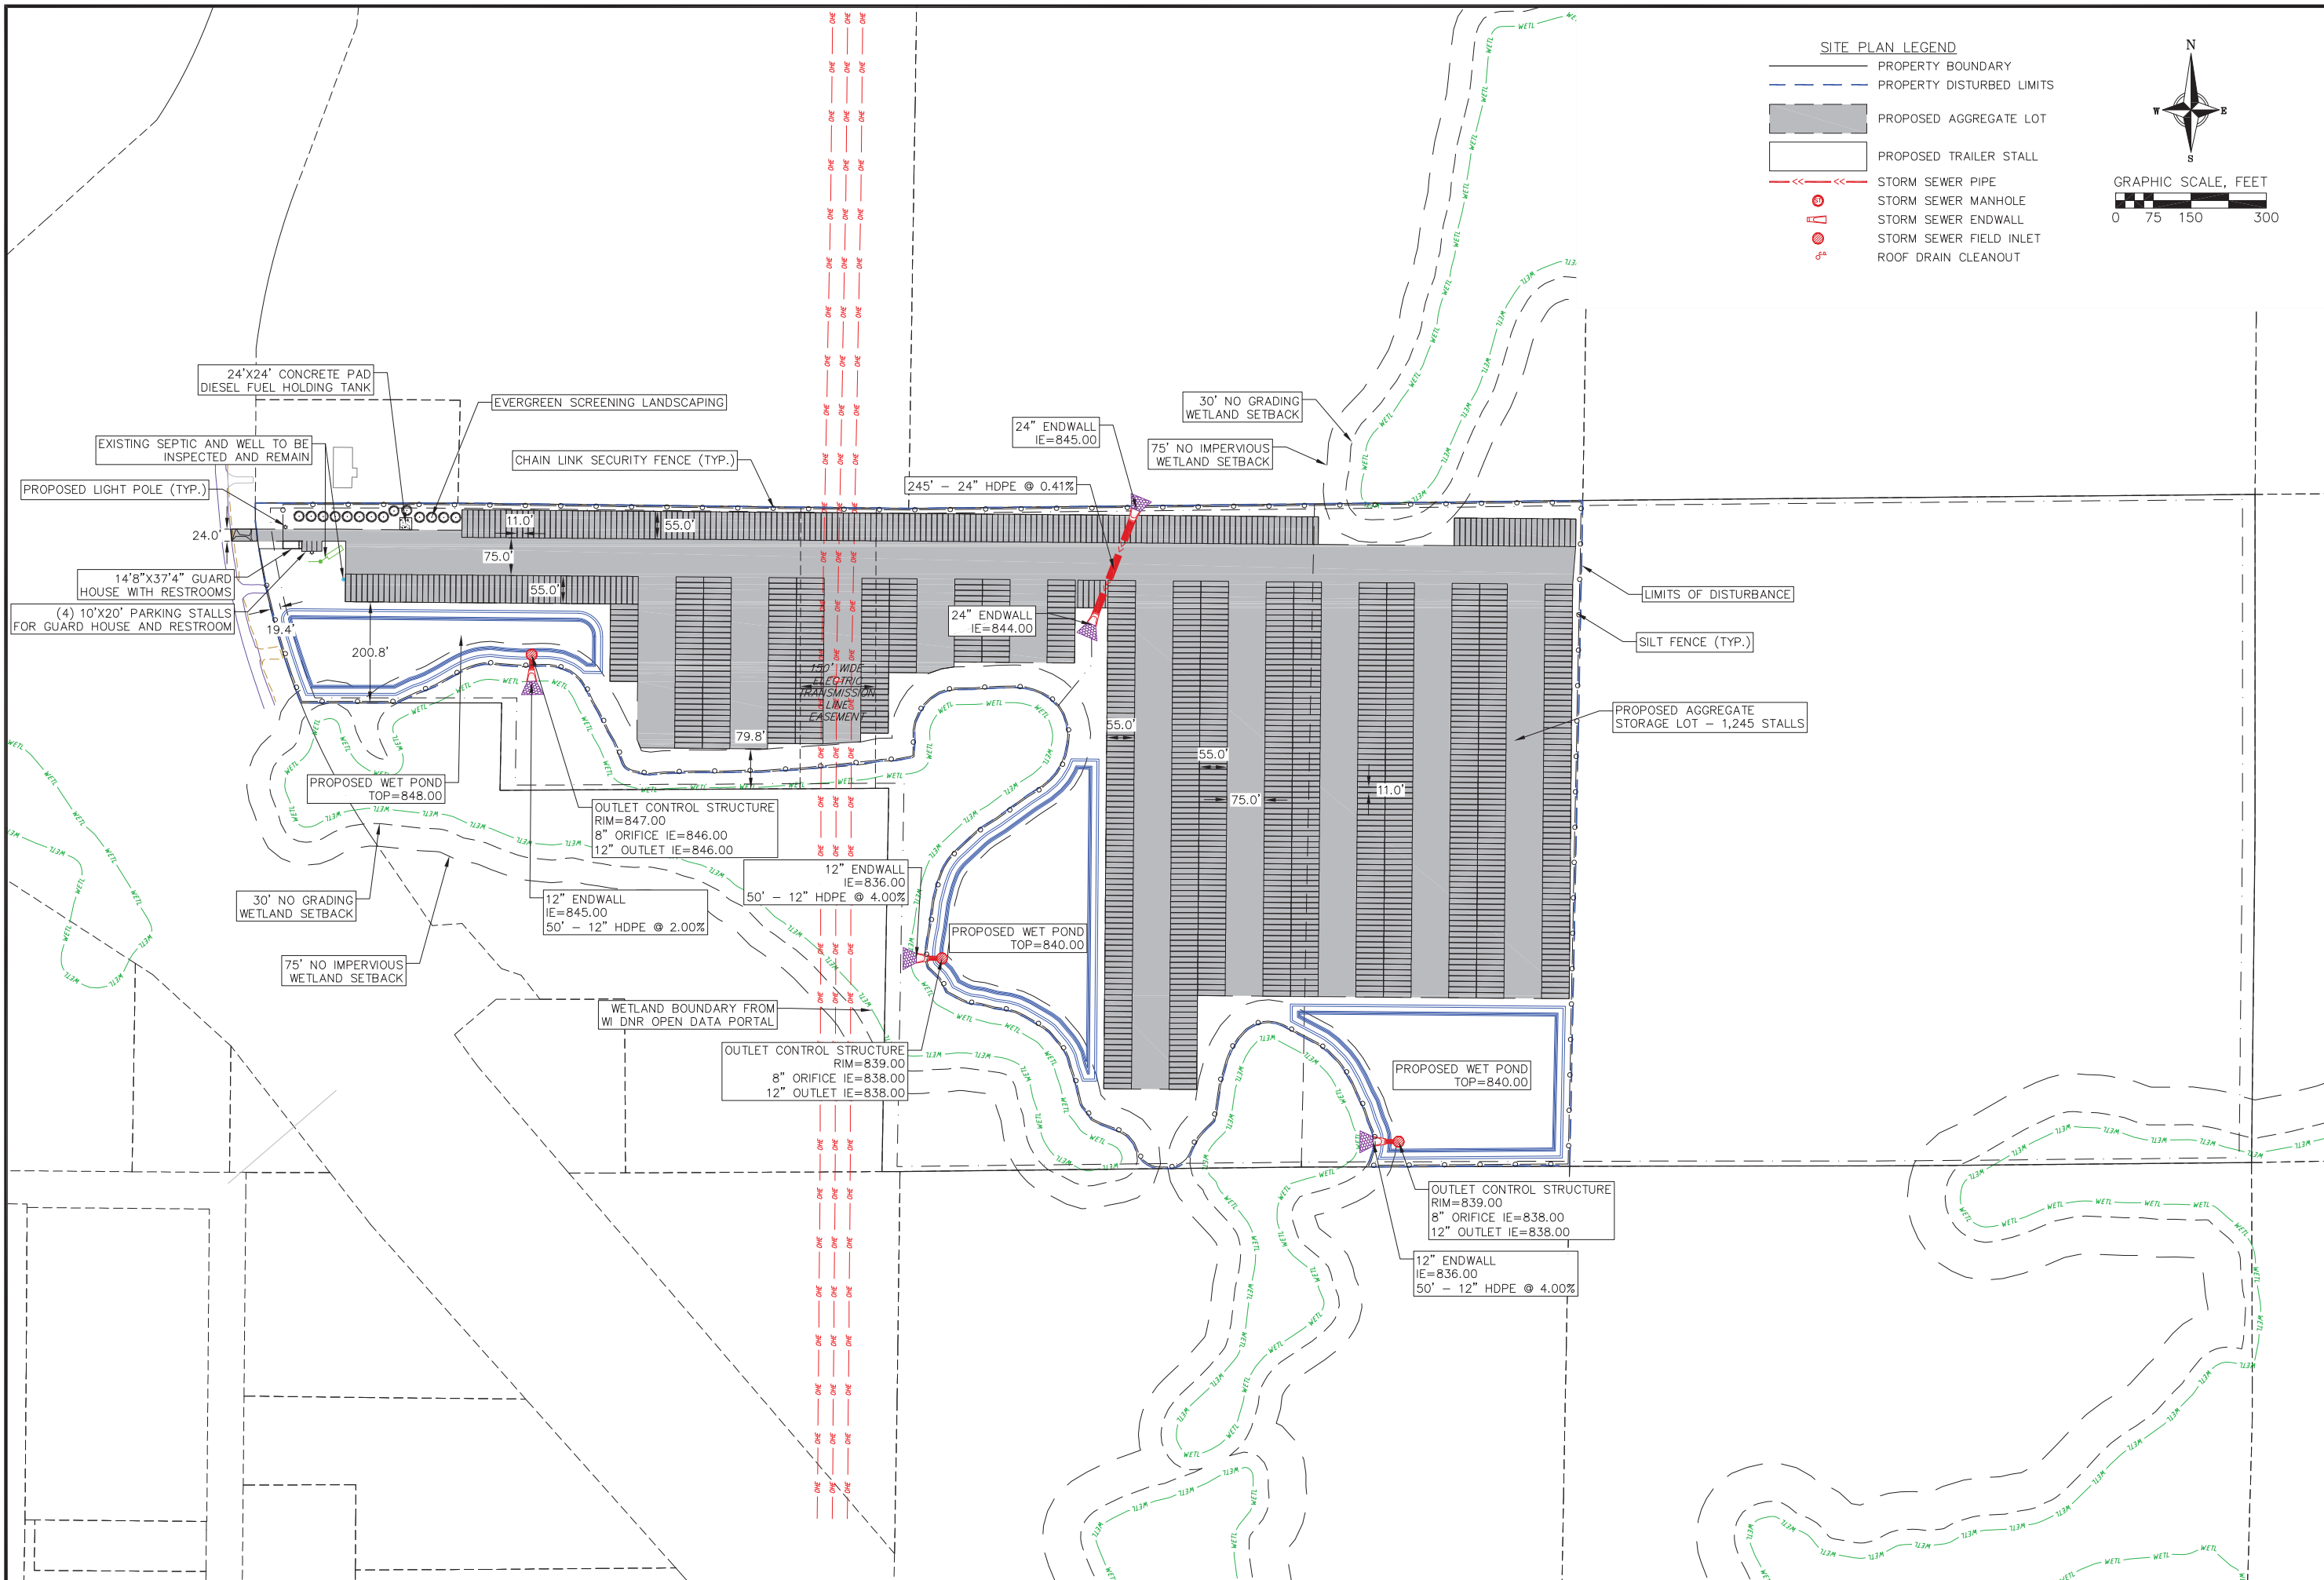 SITE PLAN LEGEND
PROPERTY BOUNDARY
PROPERTY DISTURBED LIMITS
PROPOSED AGGREGATE LOT
PROPOSED TRAILER STALL
<< <<
STORM SEWER PIPE
STORM SEWER MANHOLE
STORM SEWER ENDWALL
STORM SEWER FIELD INLET
ROOF DRAIN CLEANOUT
N
W E
S
GRAPHIC SCALE, FEET
0 75 150 300
24'X24' CONCRETE PAD
DIESEL FUEL HOLDING TANK
EVERGREEN SCREENING LANDSCAPING
EXISTING SEPTIC AND WELL TO BE
INSPECTED AND REMAIN
CHAIN LINK SECURITY FENCE (TYP.)
PROPOSED LIGHT POLE (TYP.)
24" ENDWALL
IE=845.00
30' NO GRADING
WETLAND SETBACK
75' NO IMPERVIOUS
WETLAND SETBACK
245' - 24" HDPE @ 0.41%
24.0'
11.0'
55.0'
75.0'
55.0'
14'8"X37'4" GUARD
HOUSE WITH RESTROOMS
(4) 10'X20' PARKING STALLS
FOR GUARD HOUSE AND RESTROOM
19.4'
200.8'
24" ENDWALL
IE=844.00
LIMITS OF DISTURBANCE
SILT FENCE (TYP.)
150' WIDE
ELECTRIC
TRANSMISSION
LINE
EASEMENT
79.8'
55.0'
55.0'
75.0'
11.0'
PROPOSED AGGREGATE
STORAGE LOT - 1,245 STALLS
PROPOSED WET POND
TOP=848.00
OUTLET CONTROL STRUCTURE
RIM=847.00
8" ORIFICE IE=846.00
12" OUTLET IE=846.00
12" ENDWALL
IE=836.00
50' - 12" HDPE @ 4.00%
30' NO GRADING
WETLAND SETBACK
12" ENDWALL
IE=845.00
50' - 12" HDPE @ 2.00%
PROPOSED WET POND
TOP=840.00
75' NO IMPERVIOUS
WETLAND SETBACK
WETLAND BOUNDARY FROM
WI DNR OPEN DATA PORTAL
OUTLET CONTROL STRUCTURE
RIM=839.00
8" ORIFICE IE=838.00
12" OUTLET IE=838.00
PROPOSED WET POND
TOP=840.00
OUTLET CONTROL STRUCTURE
RIM=839.00
8" ORIFICE IE=838.00
12" OUTLET IE=838.00
12" ENDWALL
IE=836.00
50' - 12" HDPE @ 4.00%
OHE
WETL